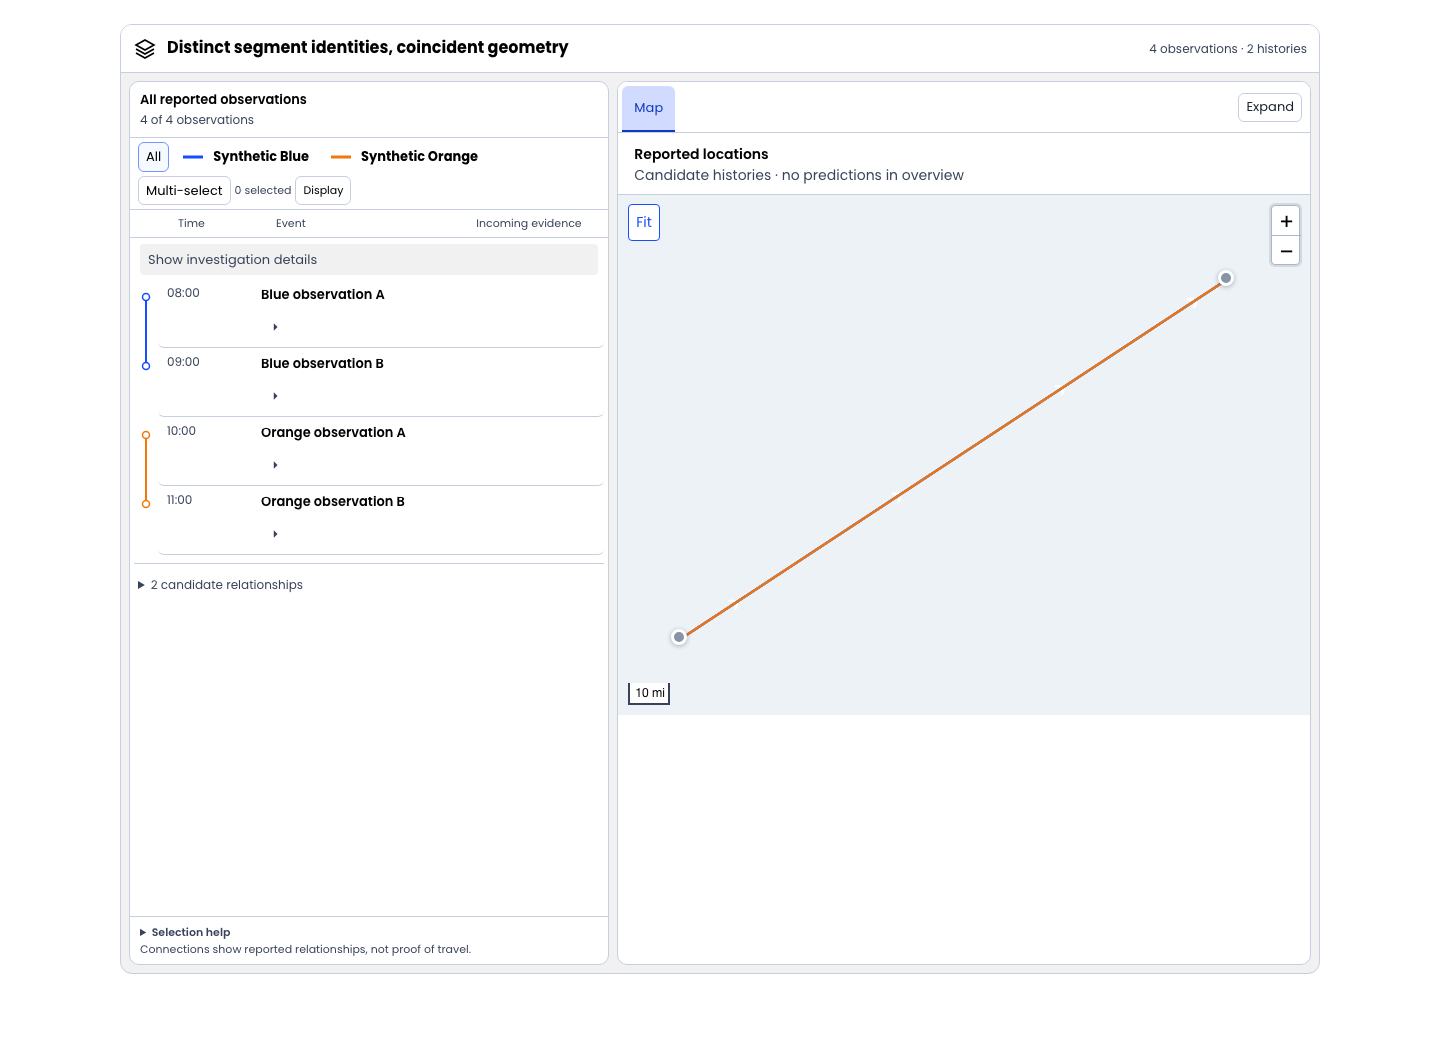 Distinct segment identities, coincident geometry
4 observations · 2 histories
All reported observations
4 of 4 observations
All
Synthetic Blue
Synthetic Orange
Multi-select
0 selected
Display
Time
Event
Incoming evidence
Show investigation details
08:00
Blue observation A
09:00
Blue observation B
10:00
Orange observation A
11:00
Orange observation B
2 candidate relationships
Selection help
Connections show reported relationships, not proof of travel.
Map
Expand
Reported locations
Candidate histories · no predictions in overview
Fit
+
−
10 mi